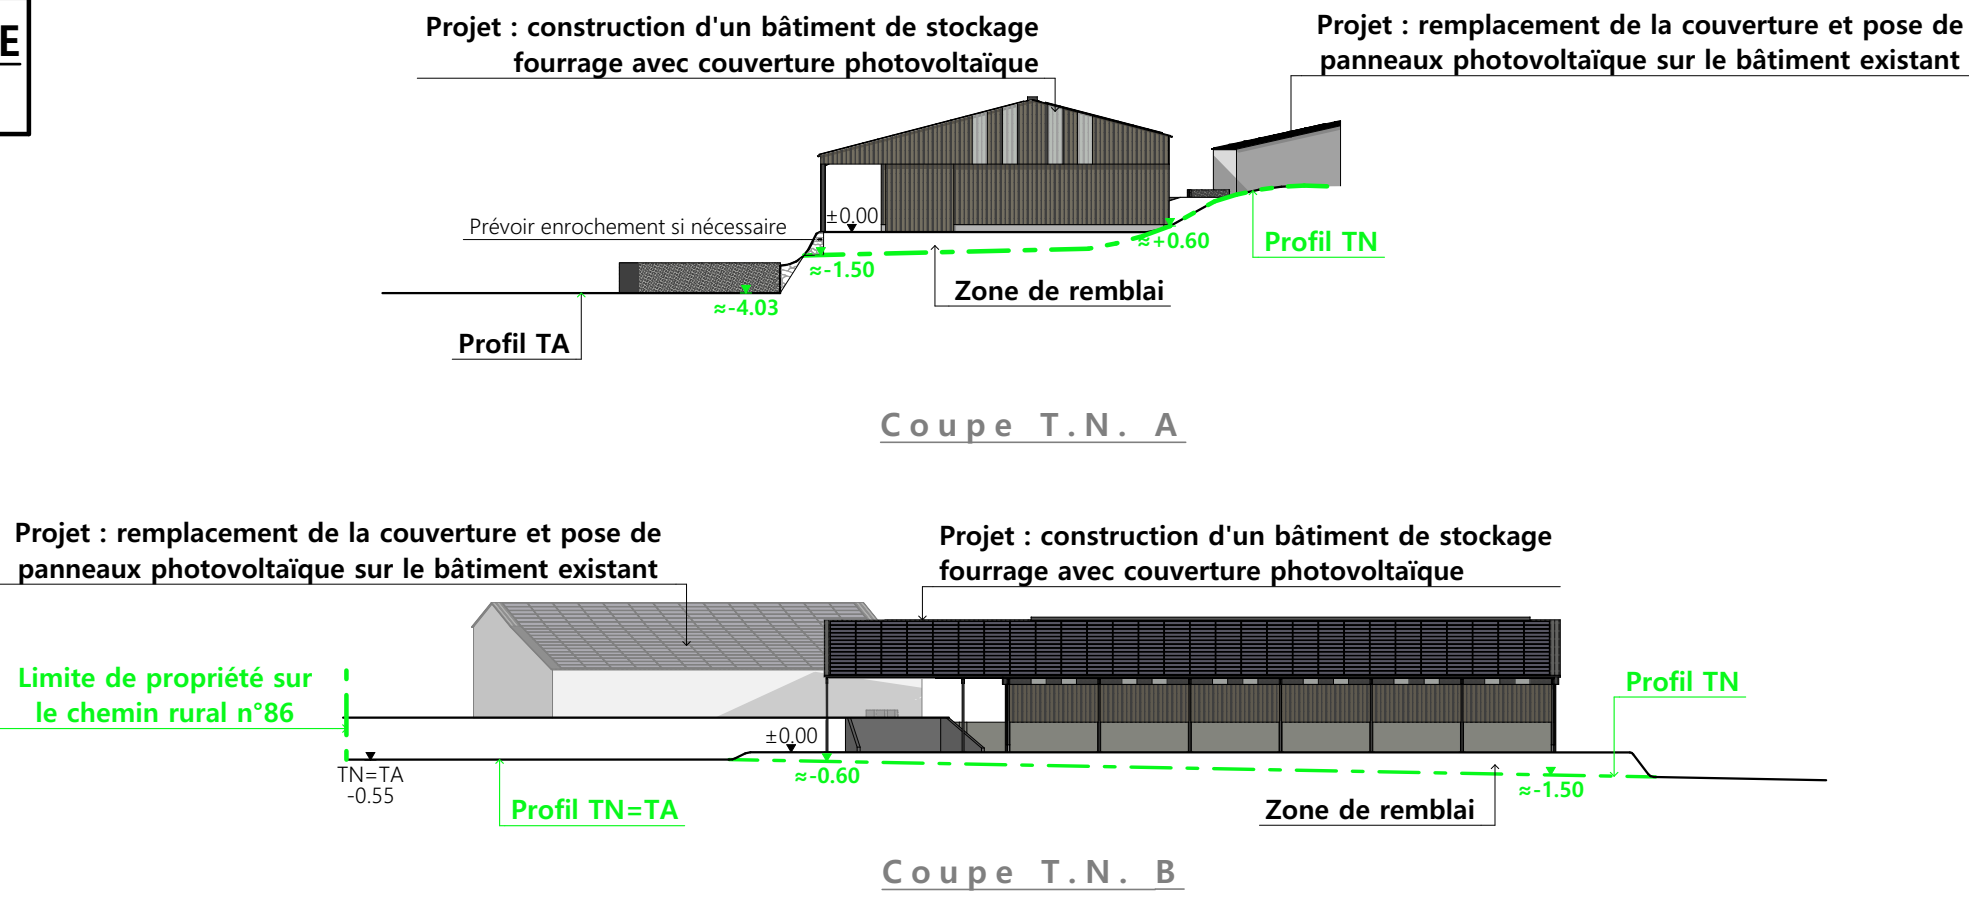 E
Projet : construction d'un bâtiment de stockage
fourrage avec couverture photovoltaïque
Projet : remplacement de la couverture et pose de
panneaux photovoltaïque sur le bâtiment existant
Prévoir enrochement si nécessaire
±0.00
≈+0.60
Profil TN
≈-1.50
Zone de remblai
≈-4.03
Profil TA
Coupe T.N. A
Projet : remplacement de la couverture et pose de
panneaux photovoltaïque sur le bâtiment existant
Projet : construction d'un bâtiment de stockage
fourrage avec couverture photovoltaïque
Limite de propriété sur
le chemin rural n°86
Profil TN
±0.00
TN=TA
-0.55
≈-0.60
≈-1.50
Profil TN=TA
Zone de remblai
Coupe T.N. B